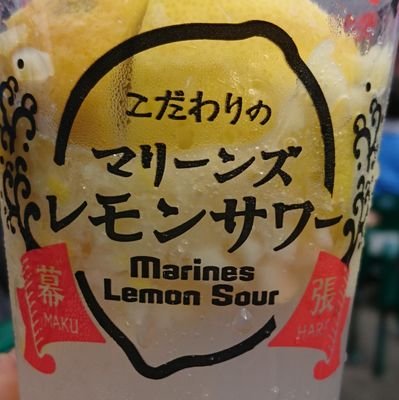 こだわりの
マリーンズ
レモンサワー
Marines
Lemon Sour
幕
MAKU
張
HARI